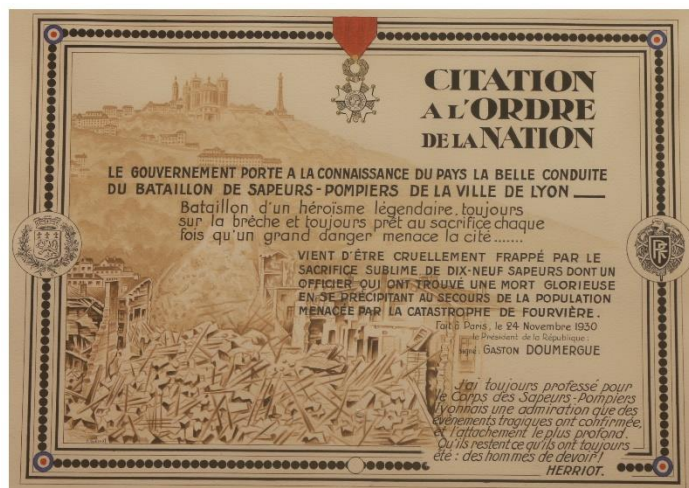 CITATION
A L'ORDRE
DE LA NATION
LE GOUVERNEMENT PORTE A LA CONNAISSANCE DU PAYS LA BELLE CONDUITE
DU BATAILLON DE SAPEURS-POMPIERS DE LA VILLE DE LYON
Bataillon d'un héroïsme légendaire, toujours
sur la brèche et toujours prêt au sacrifice chaque
fois qu'un grand danger menace la cité.......
VIENT D'ÊTRE CRUELLEMENT FRAPPÉ PAR LE
SACRIFICE SUBLIME DE DIX-NEUF SAPEURS DONT UN
OFFICIER QUI ONT TROUVÉ UNE MORT GLORIEUSE
EN SE PRÉCIPITANT AU SECOURS DE LA POPULATION
MENACÉE PAR LA CATASTROPHE DE FOURVIÈRE.
Fait à Paris, le 24 Novembre 1930
le Président de la République:
signé: GASTON DOUMERGUE
J'ai toujours professé pour
le Corps des Sapeurs-Pompiers
lyonnais une admiration que des
événements tragiques ont confirmée,
et l'attachement le plus profond.
Qu'ils restent ce qu'ils ont toujours
été: des hommes de devoir!
HERRIOT.
RF